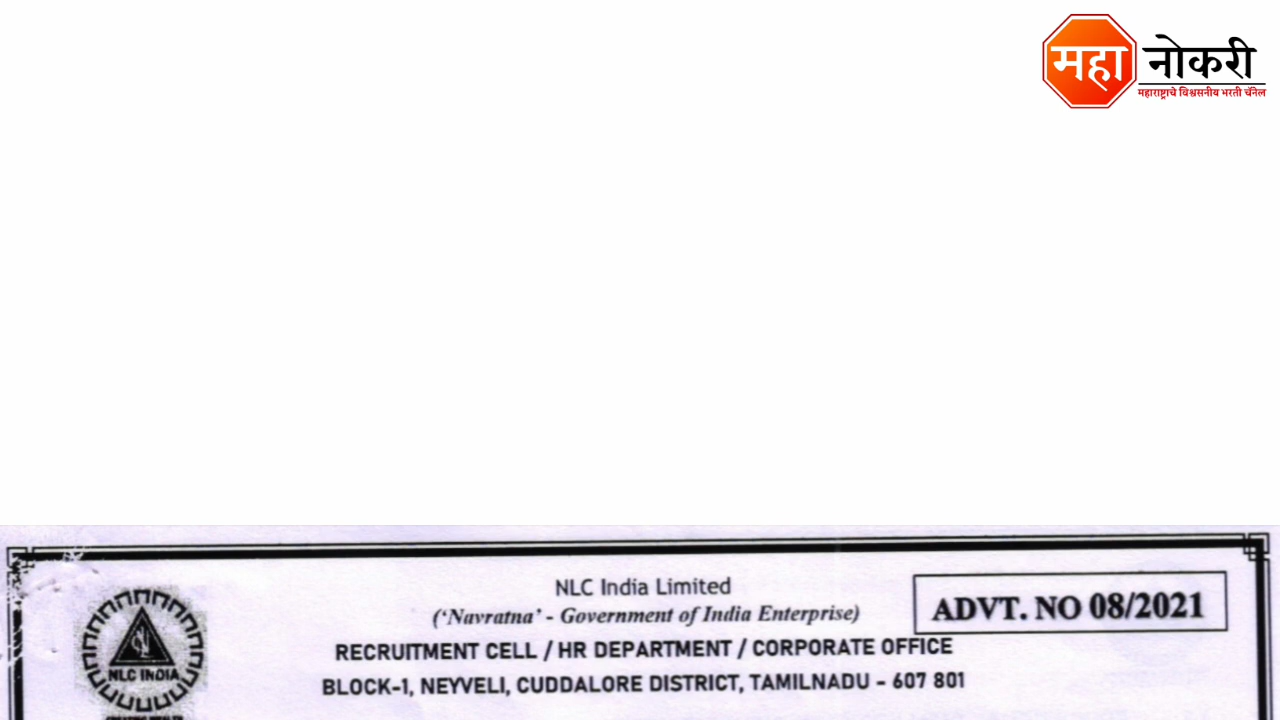 महा नोकरी
महाराष्ट्राचे विश्वसनीय भरती चॅनेल
NLC India Limited
ADVT. NO 08/2021
('Navratna' - Government of India Enterprise)
RECRUITMENT CELL / HR DEPARTMENT / CORPORATE OFFICE
BLOCK-1, NEYVELI, CUDDALORE DISTRICT, TAMILNADU - 607 801
NLC INDIA